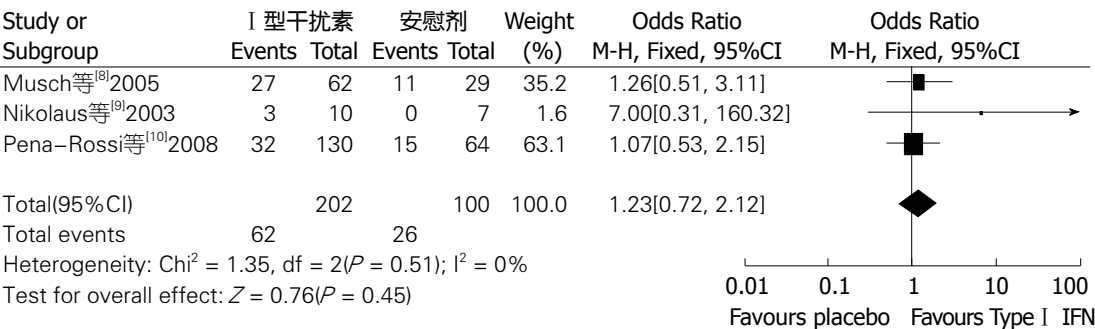 Study or Ⅰ 型干扰素 安慰剂 Weight Odds Ratio Odds Ratio
Subgroup Events Total Events Total (%) M-H, Fixed, 95%CI M-H, Fixed, 95%CI
Musch等[8]2005 27 62 11 29 35.2 1.26[0.51, 3.11]
Nikolaus等[9]2003 3 10 0 7 1.6 7.00[0.31, 160.32]
Pena-Rossi等[10]2008 32 130 15 64 63.1 1.07[0.53, 2.15]
Total(95%CI) 202 100 100.0 1.23[0.72, 2.12]
Total events 62 26
Heterogeneity: Chi² = 1.35, df = 2(P = 0.51); I² = 0%
Test for overall effect: Z = 0.76(P = 0.45)
0.01 0.1 1 10 100
Favours placebo Favours Type Ⅰ IFN